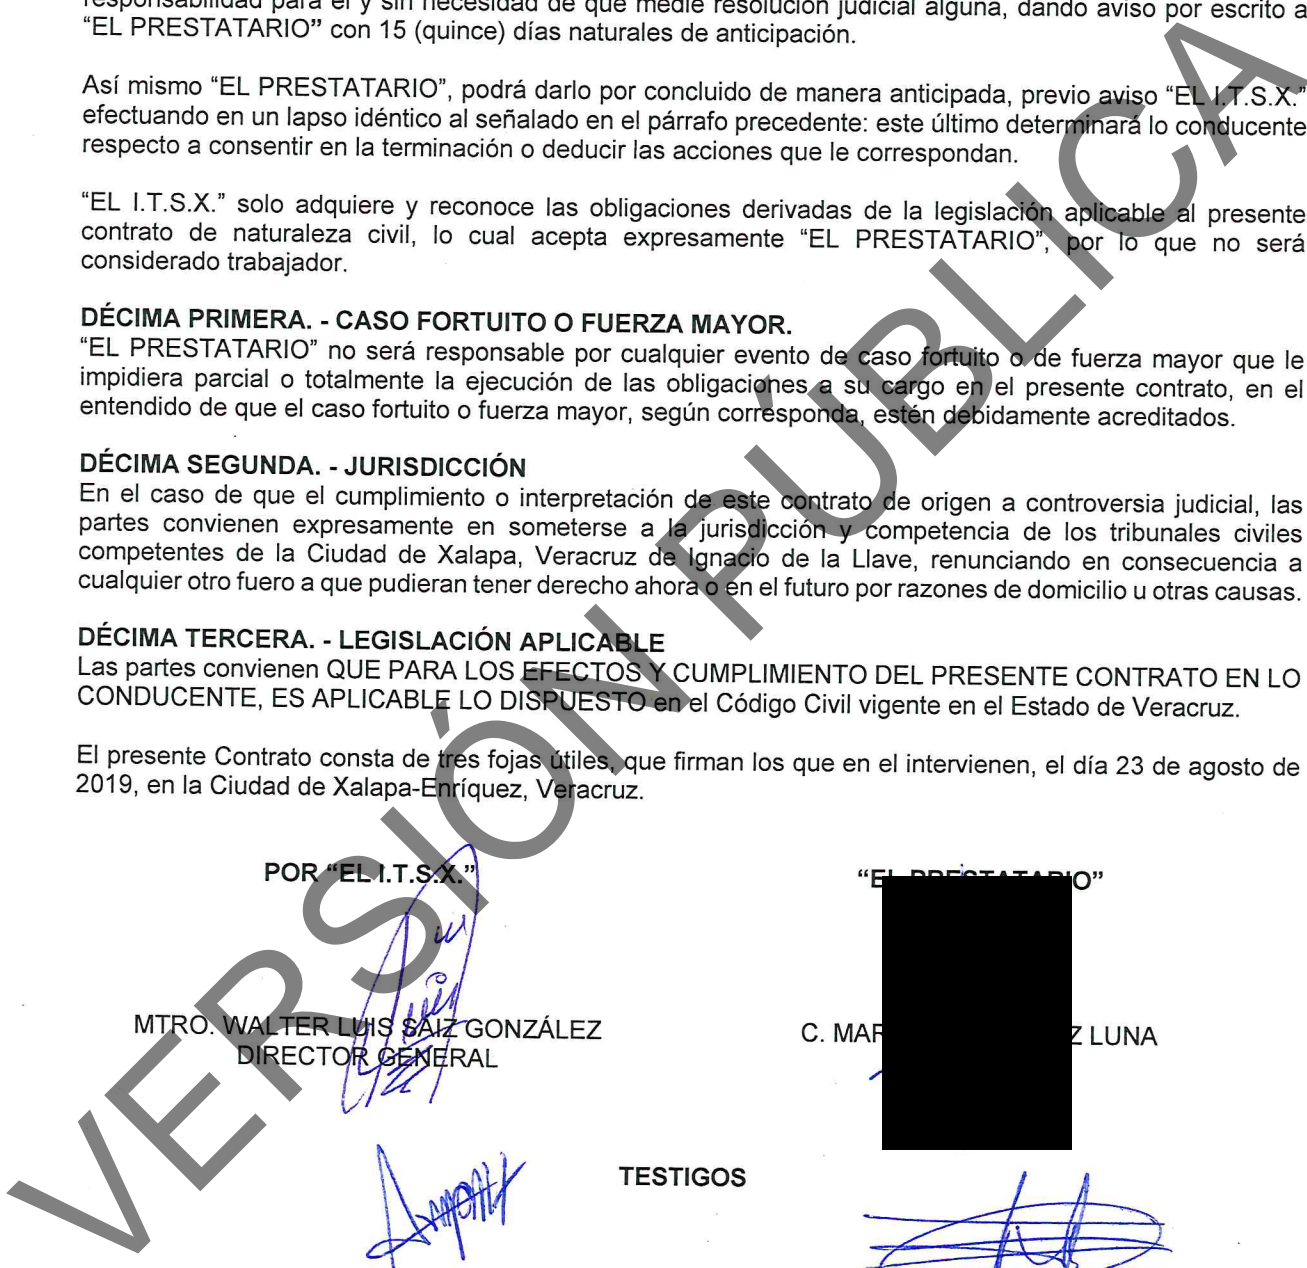 responsabilidad para él y sin necesidad de que medie resolución judicial alguna, dando aviso por escrito a
"EL PRESTATARIO" con 15 (quince) días naturales de anticipación.
Así mismo "EL PRESTATARIO", podrá darlo por concluido de manera anticipada, previo aviso "EL I.T.S.X."
efectuando en un lapso idéntico al señalado en el párrafo precedente: este último determinará lo conducente
respecto a consentir en la terminación o deducir las acciones que le correspondan.
"EL I.T.S.X." solo adquiere y reconoce las obligaciones derivadas de la legislación aplicable al presente
contrato de naturaleza civil, lo cual acepta expresamente "EL PRESTATARIO", por lo que no será
considerado trabajador.
DÉCIMA PRIMERA. - CASO FORTUITO O FUERZA MAYOR.
"EL PRESTATARIO" no será responsable por cualquier evento de caso fortuito o de fuerza mayor que le
impidiera parcial o totalmente la ejecución de las obligaciones a su cargo en el presente contrato, en el
entendido de que el caso fortuito o fuerza mayor, según corresponda, estén debidamente acreditados.
DÉCIMA SEGUNDA. - JURISDICCIÓN
En el caso de que el cumplimiento o interpretación de este contrato de origen a controversia judicial, las
partes convienen expresamente en someterse a la jurisdicción y competencia de los tribunales civiles
competentes de la Ciudad de Xalapa, Veracruz de Ignacio de la Llave, renunciando en consecuencia a
cualquier otro fuero a que pudieran tener derecho ahora o en el futuro por razones de domicilio u otras causas.
DÉCIMA TERCERA. - LEGISLACIÓN APLICABLE
Las partes convienen QUE PARA LOS EFECTOS Y CUMPLIMIENTO DEL PRESENTE CONTRATO EN LO
CONDUCENTE, ES APLICABLE LO DISPUESTO en el Código Civil vigente en el Estado de Veracruz.
El presente Contrato consta de tres fojas útiles, que firman los que en el intervienen, el día 23 de agosto de
2019, en la Ciudad de Xalapa-Enríquez, Veracruz.
POR "EL I.T.S.X."
"EL PRESTATARIO"
MTRO. WALTER LUIS SAIZ GONZÁLEZ
DIRECTOR GENERAL
C. MAR Z LUNA
TESTIGOS
VERSIÓN PÚBLICA